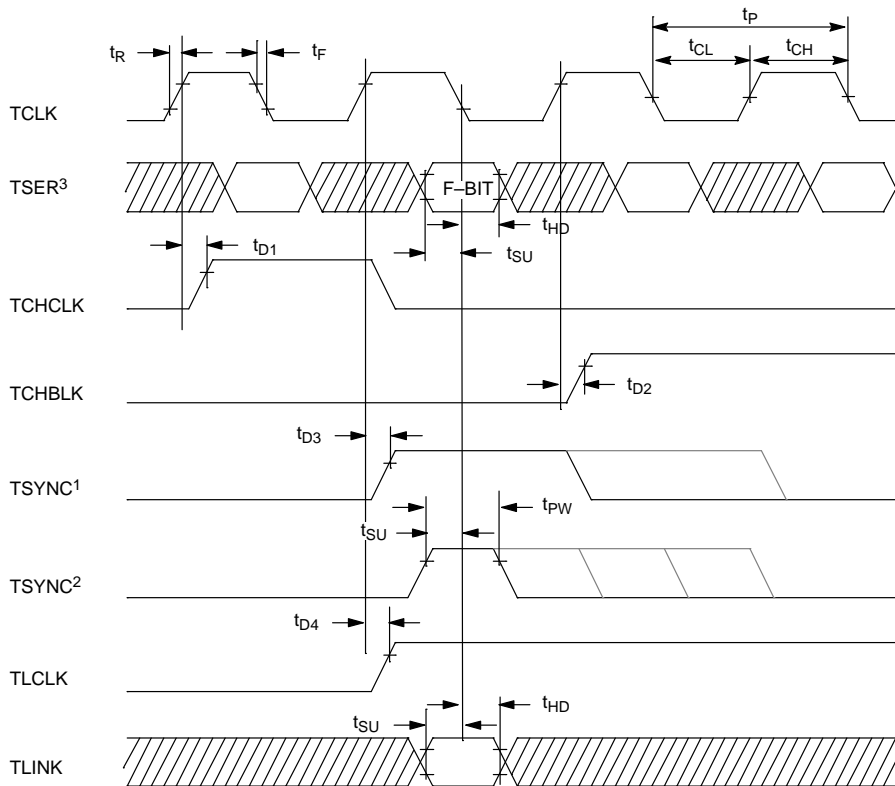 tP
tR
tF
tCL
tCH
TCLK
TSER3
F–BIT
tHD
tD1
tSU
TCHCLK
TCHBLK
tD2
tD3
TSYNC1
tPW
tSU
TSYNC2
tD4
TLCLK
tHD
tSU
TLINK